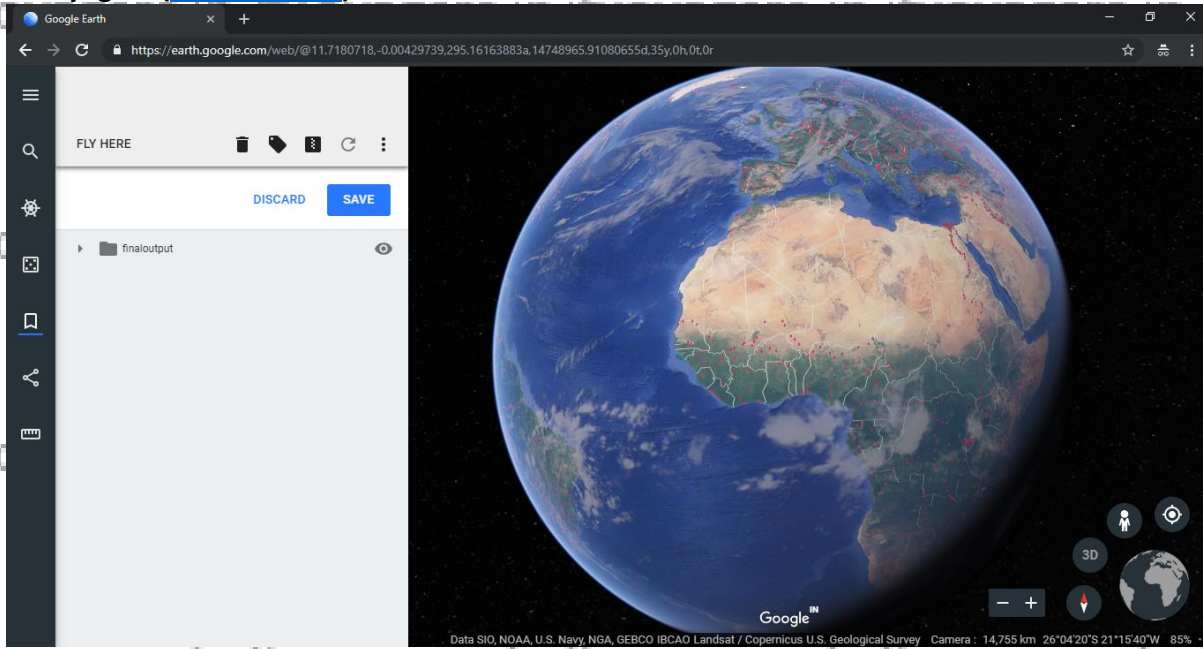 Google Earth
https://earth.google.com/web/@11.7180718,-0.00429739,295.16163883a,14748965.91080655d,35y,0h,0t,0r
FLY HERE
DISCARD SAVE
finaloutput
3D
Google IN
Data SIO, NOAA, U.S. Navy, NGA, GEBCO IBCAO Landsat / Copernicus U.S. Geological Survey Camera : 14,755 km 26°04'20"S 21°15'40"W 85%